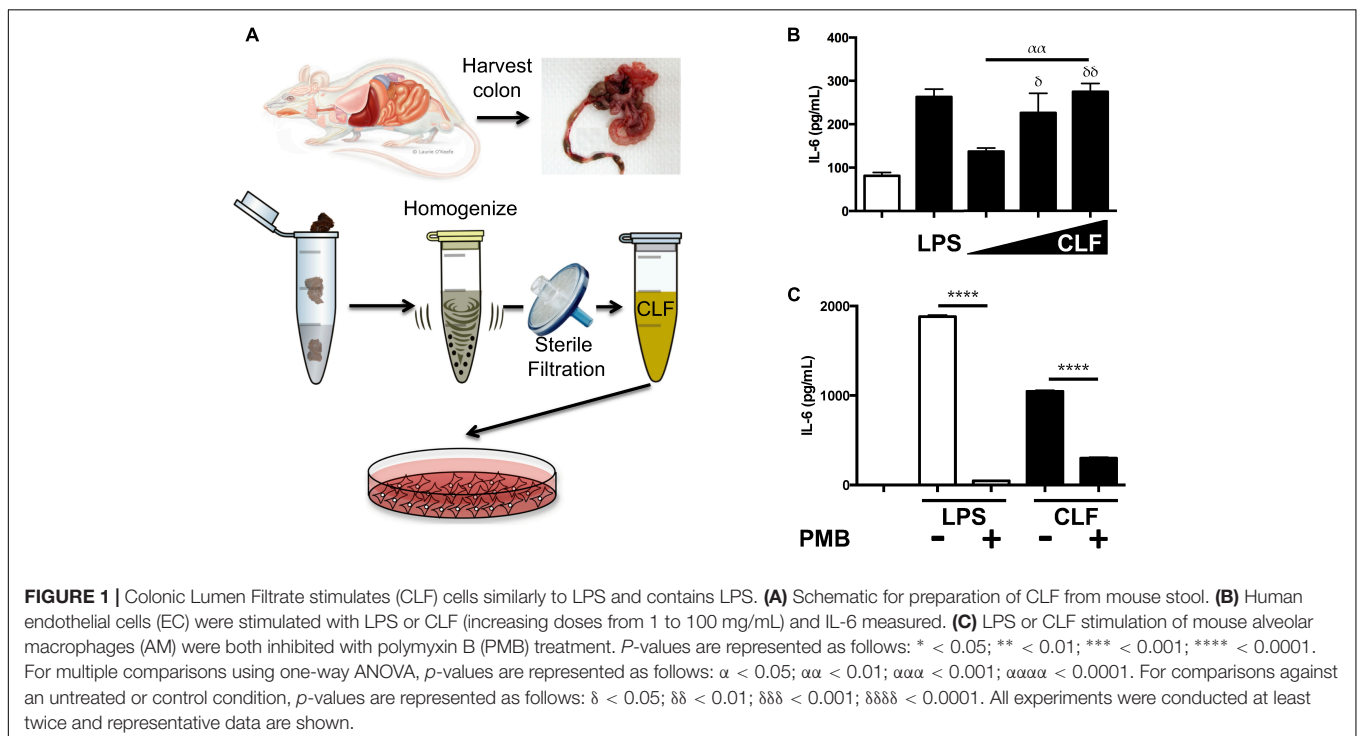 A
Harvest
colon
© Laurie O'Keefe
Homogenize
CLF
Sterile
Filtration
B
400
300
200
100
0
IL-6 (pg/mL)
αα
δ
δδ
LPS
CLF
C
2000
1000
0
IL-6 (pg/mL)
****
****
LPS
CLF
PMB - + - +
FIGURE 1 | Colonic Lumen Filtrate stimulates (CLF) cells similarly to LPS and contains LPS. (A) Schematic for preparation of CLF from mouse stool. (B) Human
endothelial cells (EC) were stimulated with LPS or CLF (increasing doses from 1 to 100 mg/mL) and IL-6 measured. (C) LPS or CLF stimulation of mouse alveolar
macrophages (AM) were both inhibited with polymyxin B (PMB) treatment. P-values are represented as follows: * < 0.05; ** < 0.01; *** < 0.001; **** < 0.0001.
For multiple comparisons using one-way ANOVA, p-values are represented as follows: α < 0.05; αα < 0.01; ααα < 0.001; αααα < 0.0001. For comparisons against
an untreated or control condition, p-values are represented as follows: δ < 0.05; δδ < 0.01; δδδ < 0.001; δδδδ < 0.0001. All experiments were conducted at least
twice and representative data are shown.